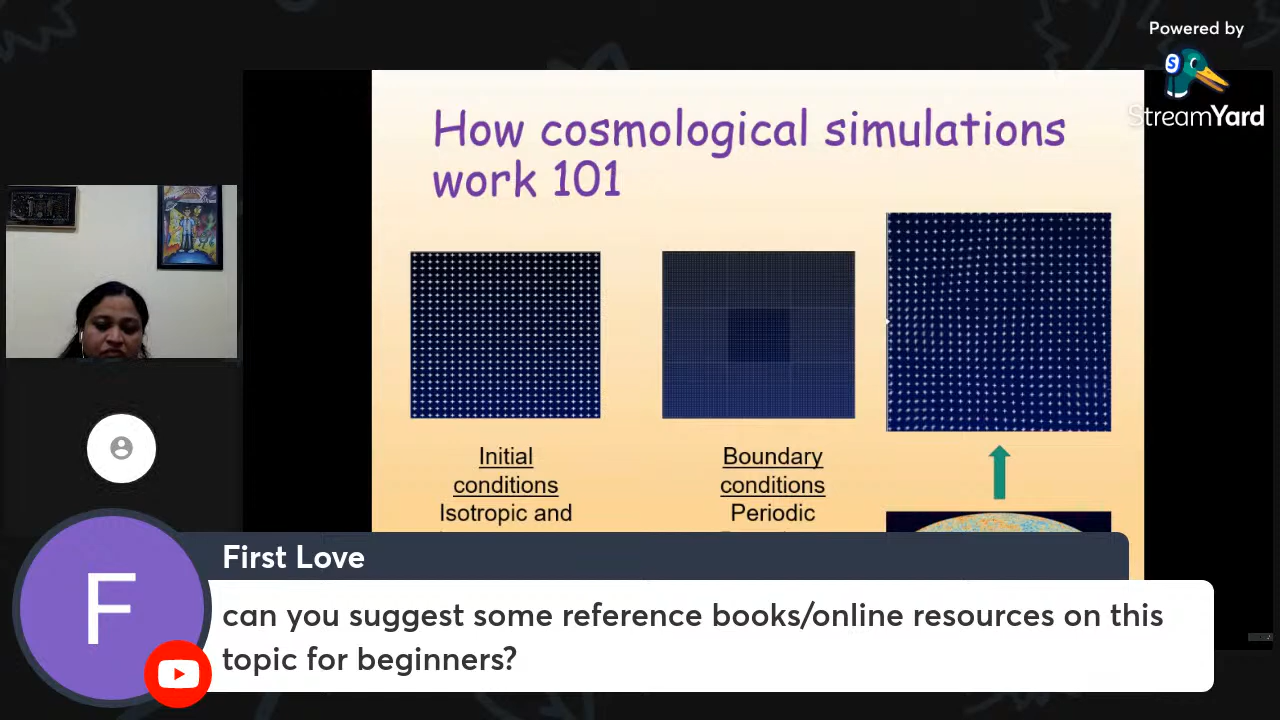 Powered by
StreamYard
How cosmological simulations
work 101
Initial
conditions
Isotropic and
Boundary
conditions
Periodic
First Love
F
can you suggest some reference books/online resources on this
topic for beginners?